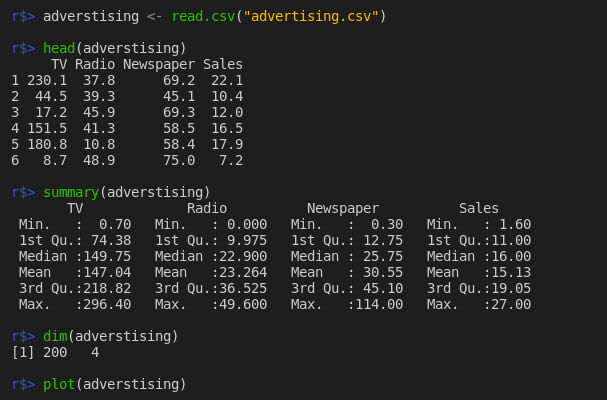 r$> adverstising <- read.csv("advertising.csv")
r$> head(adverstising)
     TV Radio Newspaper Sales
1 230.1  37.8      69.2  22.1
2  44.5  39.3      45.1  10.4
3  17.2  45.9      69.3  12.0
4 151.5  41.3      58.5  16.5
5 180.8  10.8      58.4  17.9
6   8.7  48.9      75.0   7.2
r$> summary(adverstising)
       TV             Radio          Newspaper          Sales
 Min.   :  0.70   Min.   : 0.000   Min.   :  0.30   Min.   : 1.60
 1st Qu.: 74.38   1st Qu.: 9.975   1st Qu.: 12.75   1st Qu.:11.00
 Median :149.75   Median :22.900   Median : 25.75   Median :16.00
 Mean   :147.04   Mean   :23.264   Mean   : 30.55   Mean   :15.13
 3rd Qu.:218.82   3rd Qu.:36.525   3rd Qu.: 45.10   3rd Qu.:19.05
 Max.   :296.40   Max.   :49.600   Max.   :114.00   Max.   :27.00
r$> dim(adverstising)
[1] 200   4
r$> plot(adverstising)